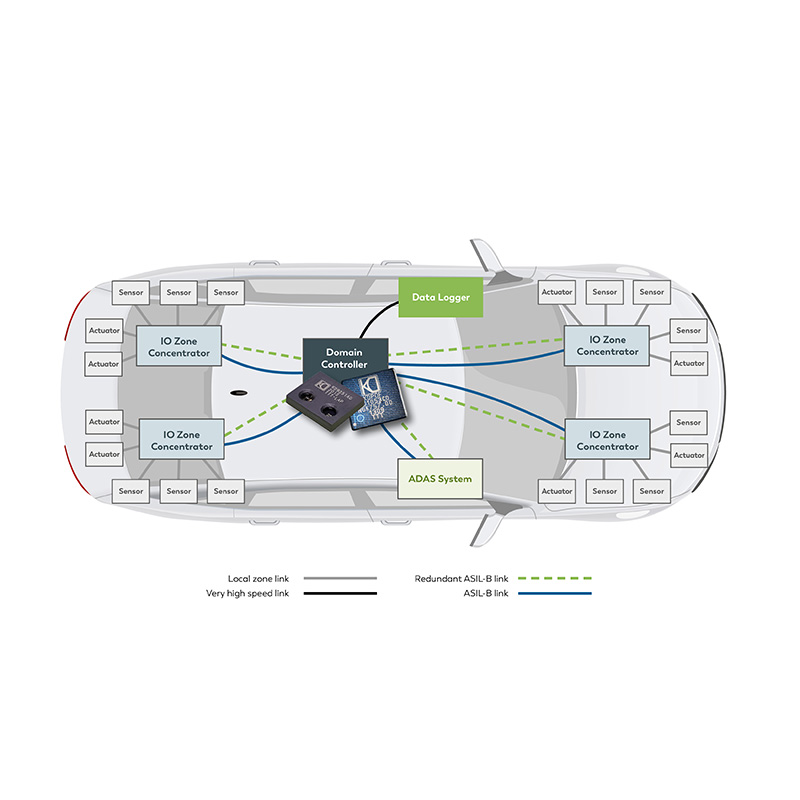 Data Logger
Sensor
Sensor
Sensor
Actuator
Sensor
Sensor
Actuator
Actuator
IO Zone
Concentrator
Domain
Controller
IO Zone
Concentrator
Sensor
Actuator
Actuator
Actuator
IO Zone
Concentrator
IO Zone
Concentrator
Sensor
Actuator
ADAS System
Sensor
Sensor
Sensor
Actuator
Sensor
Sensor
Local zone link
Redundant ASIL-B link
Very high speed link
ASIL-B link